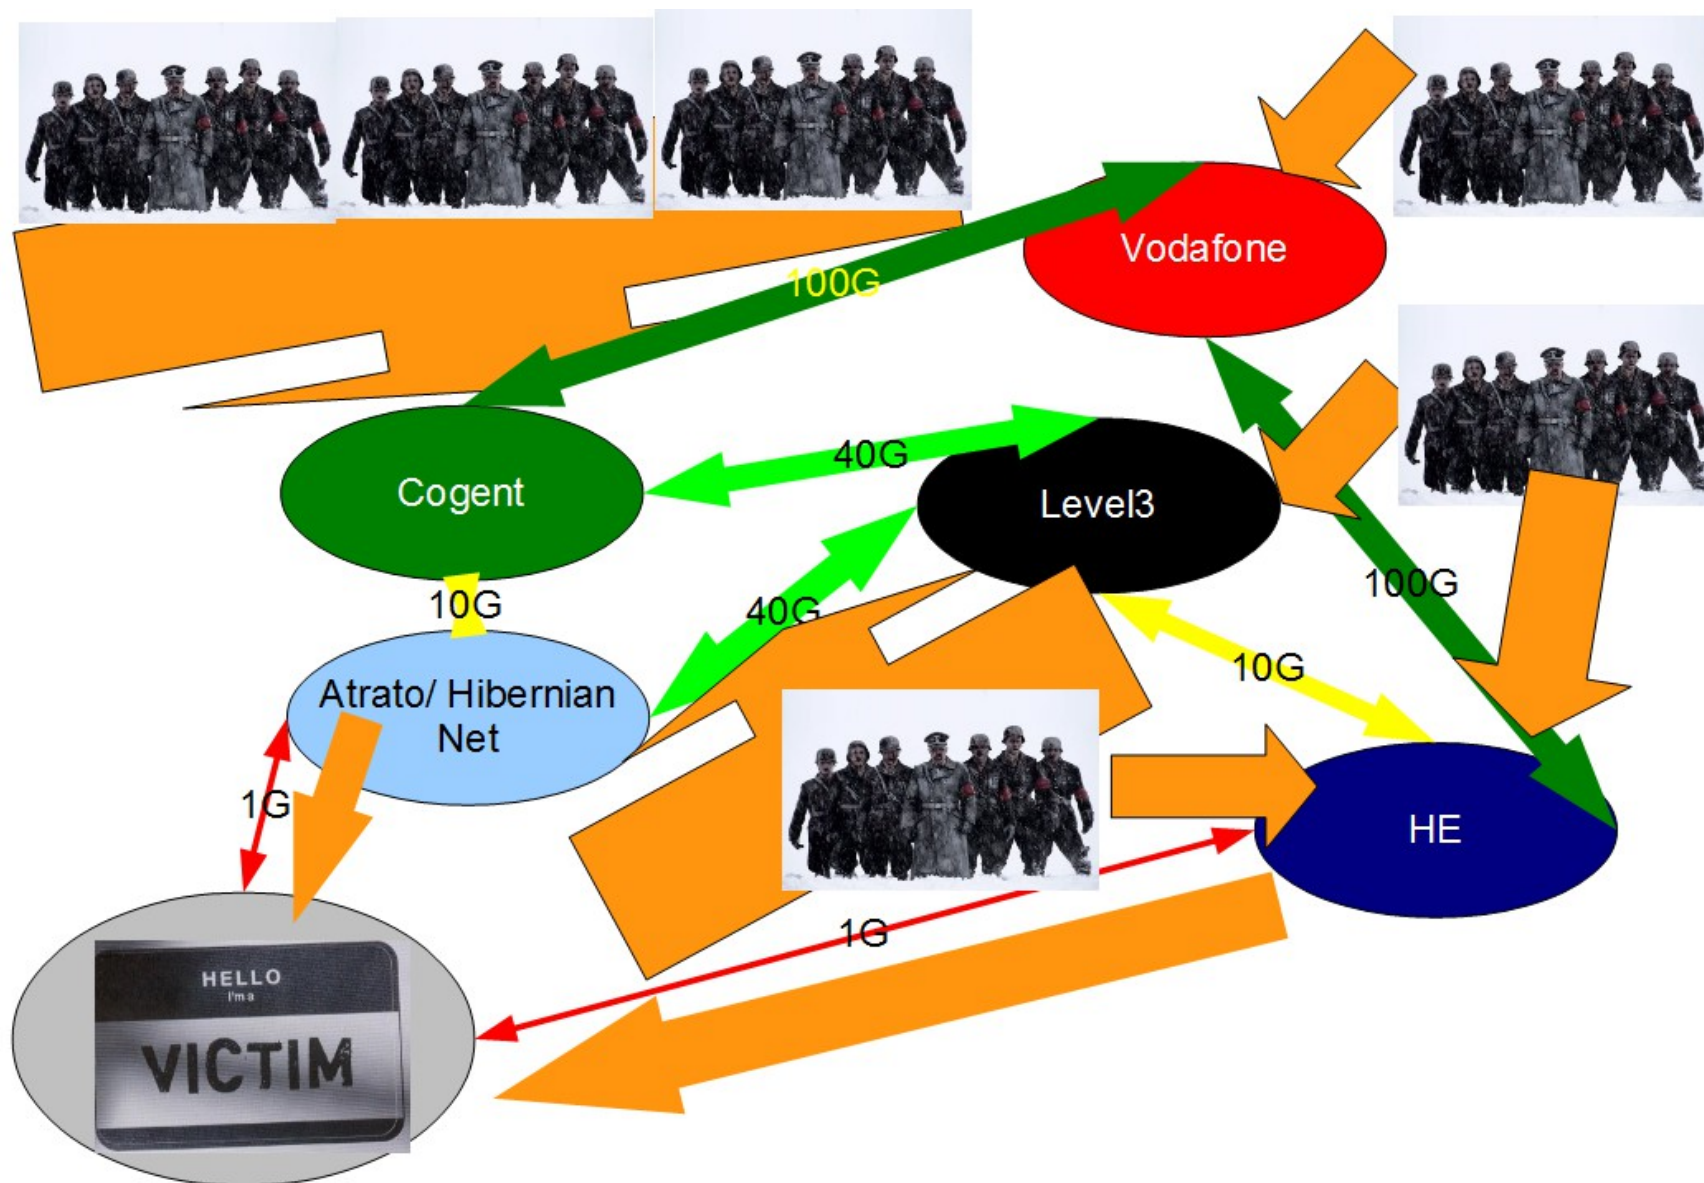 Vodafone
100G
Cogent
40G
Level3
10G
40G
100G
Atrato/ Hibernian
Net
10G
1G
HE
1G
HELLO
I'm a
VICTIM